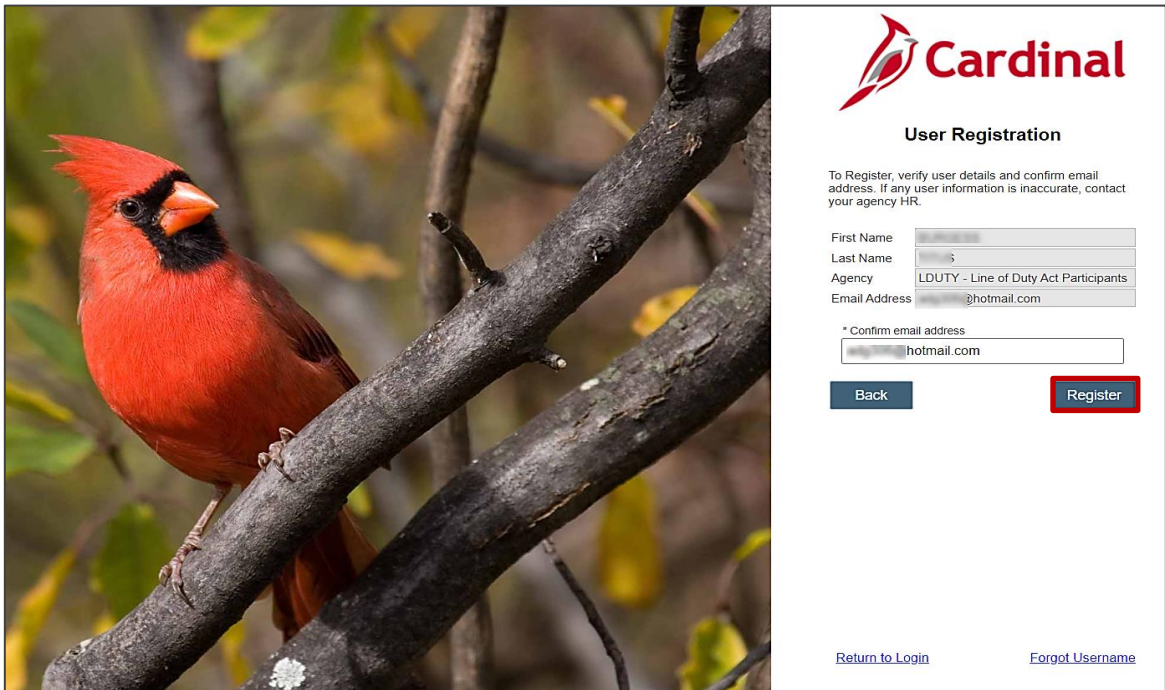 Cardinal
User Registration
To Register, verify user details and confirm email
address. If any user information is inaccurate, contact
your agency HR.
First Name
Last Name
Agency LDUTY - Line of Duty Act Participants
Email Address @hotmail.com
* Confirm email address
hotmail.com
Back Register
Return to Login Forgot Username